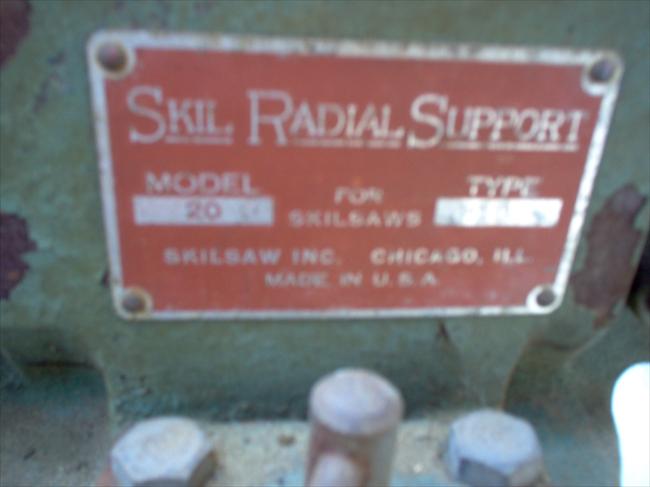 SKIL RADIAL SUPPORT
MODEL FOR TYPE
20 SKILSAWS
SKILSAW INC. CHICAGO, ILL.
MADE IN U.S.A.